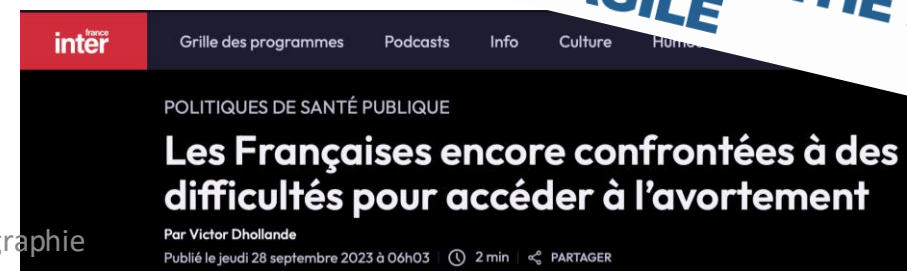 france
inter
Grille des programmes Podcasts Info Culture
POLITIQUES DE SANTÉ PUBLIQUE
Les Françaises encore confrontées à des
difficultés pour accéder à l'avortement
Par Victor Dhollande
Publié le jeudi 28 septembre 2023 à 06h03 2 min PARTAGER